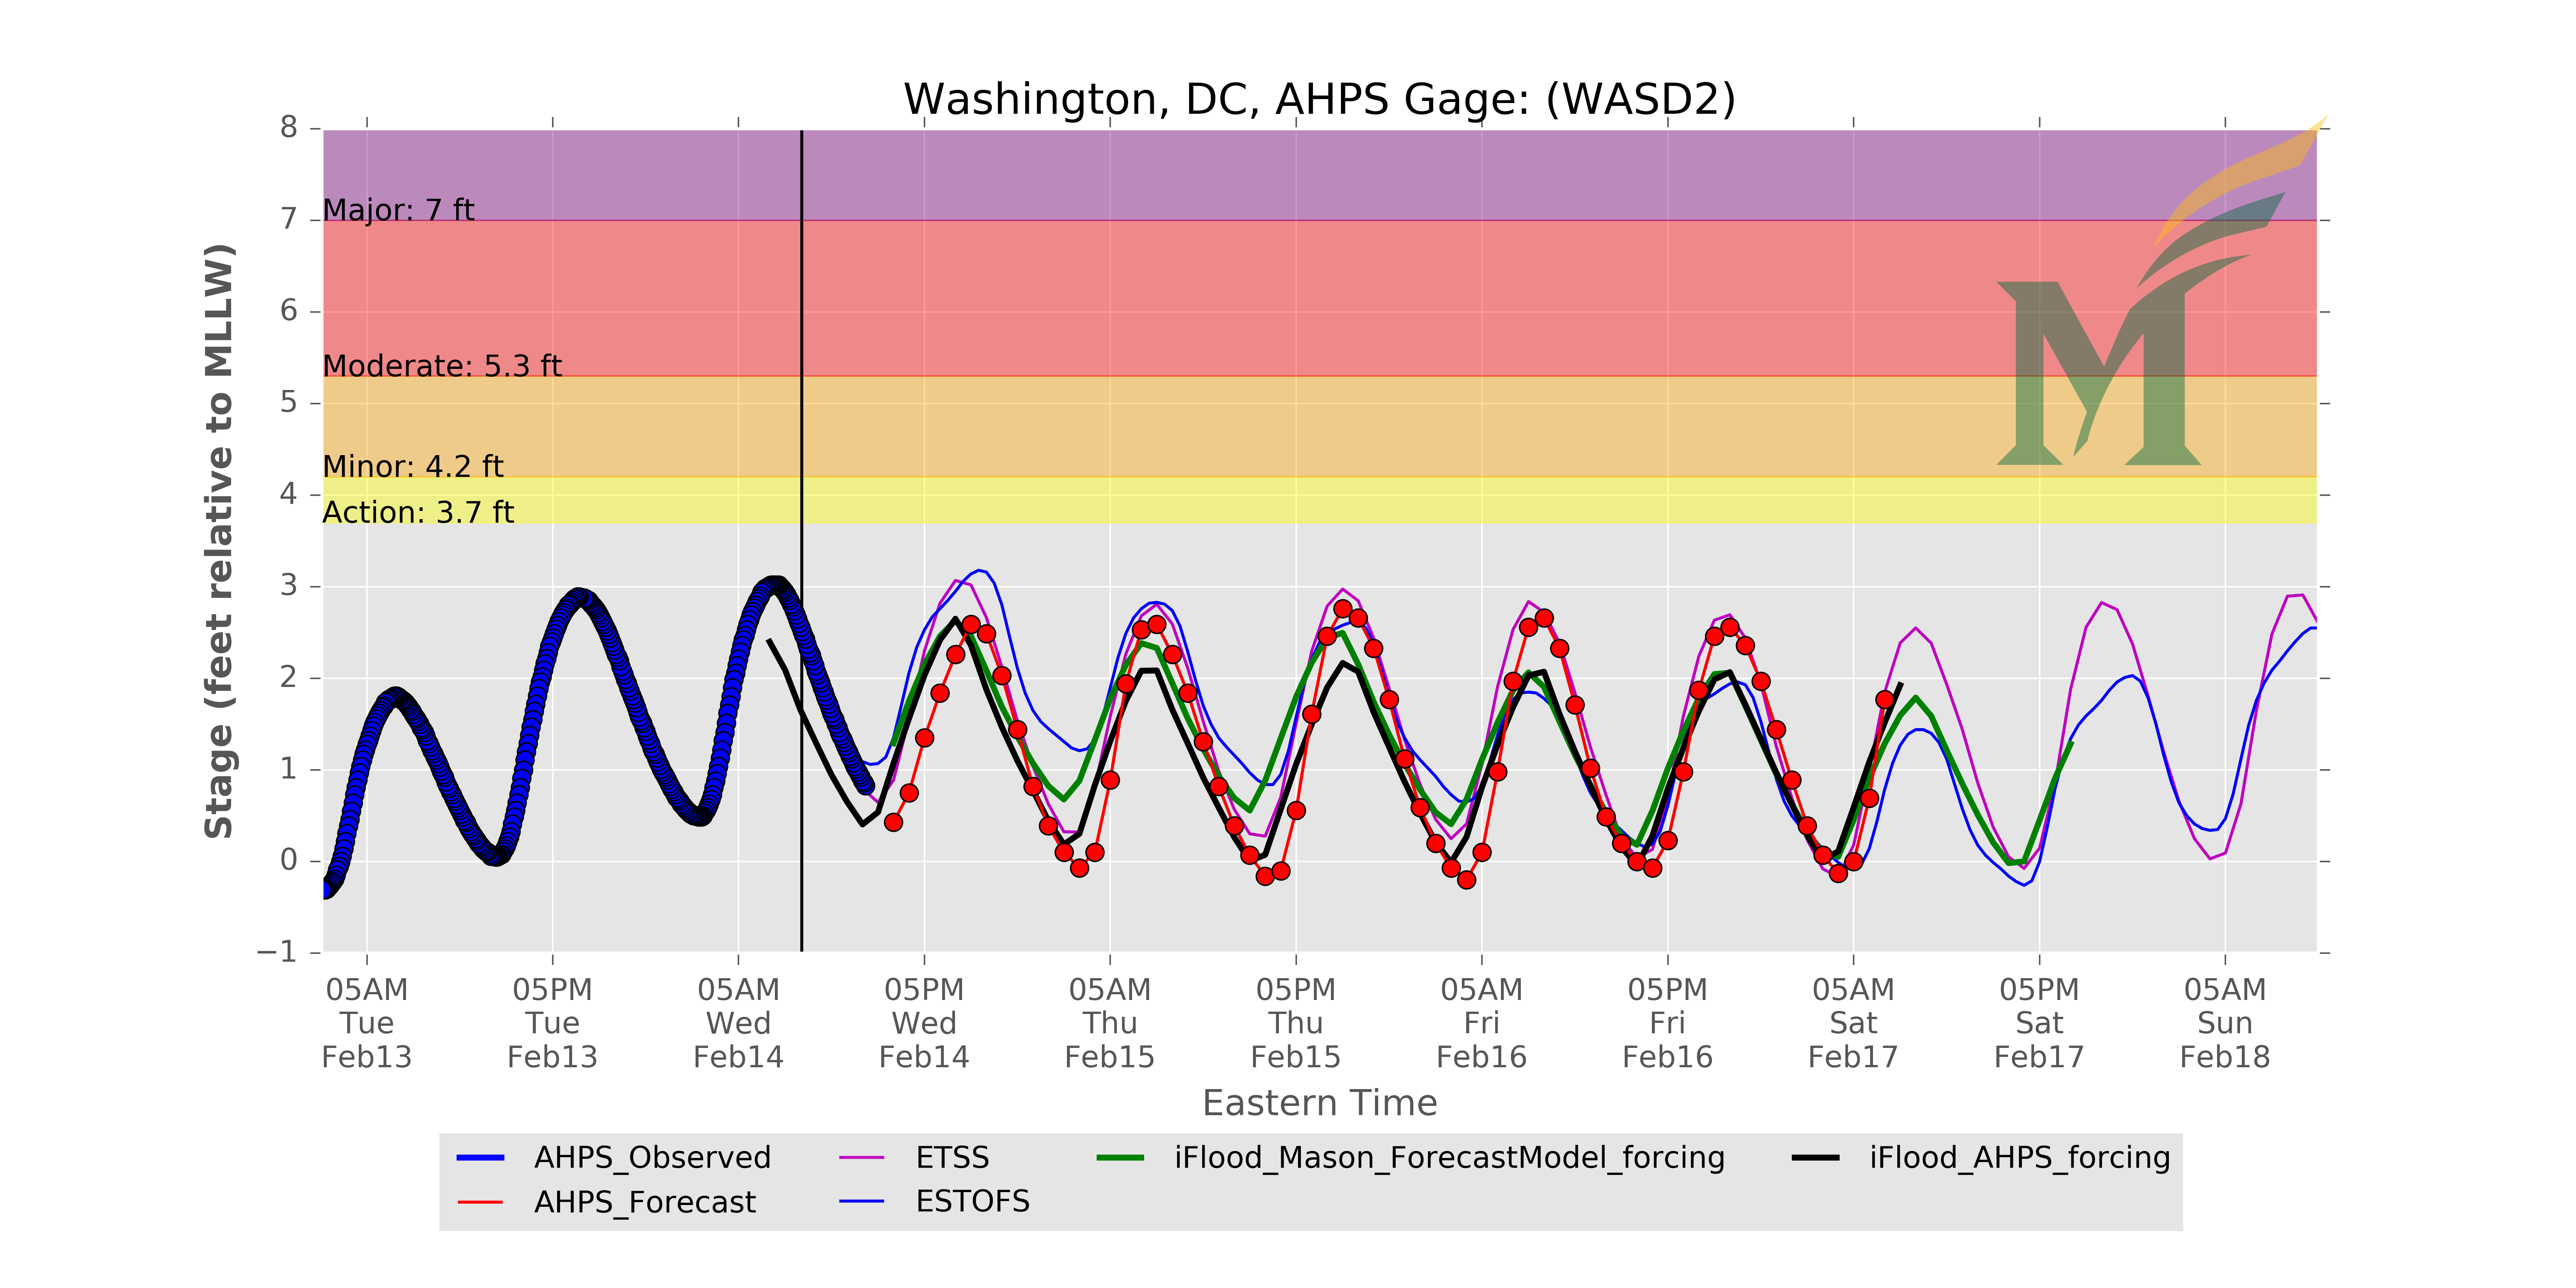 Washington, DC, AHPS Gage: (WASD2)
Stage (feet relative to MLLW)
8
7
6
5
4
3
2
1
0
−1
Major: 7 ft
Moderate: 5.3 ft
Minor: 4.2 ft
Action: 3.7 ft
M
05AM 05PM 05AM 05PM 05AM 05PM 05AM 05PM 05AM 05PM 05AM
Tue Tue Wed Wed Thu Thu Fri Fri Sat Sat Sun
Feb13 Feb13 Feb14 Feb14 Feb15 Feb15 Feb16 Feb16 Feb17 Feb17 Feb18
Eastern Time
AHPS_Observed ETSS iFlood_Mason_ForecastModel_forcing iFlood_AHPS_forcing
AHPS_Forecast ESTOFS